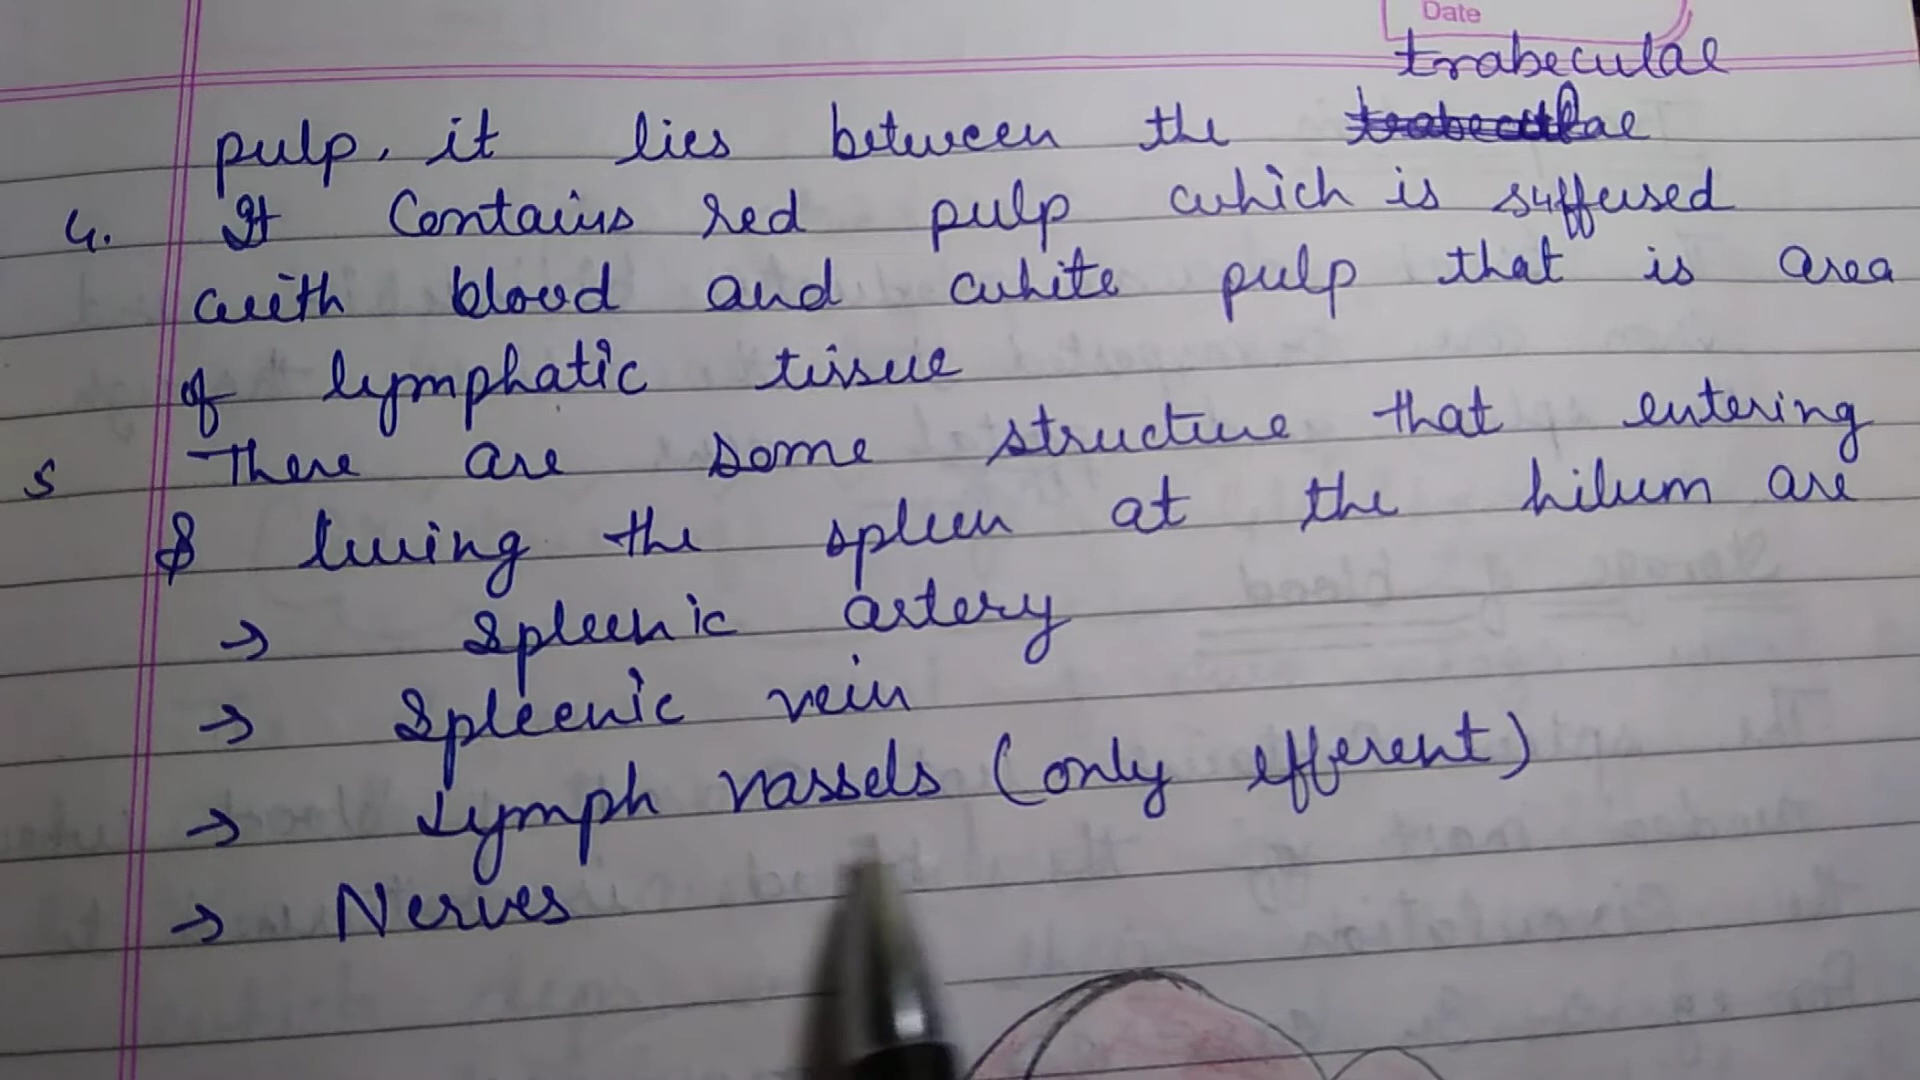 Date
trabeculae
pulp, it lies between the trabeculae
4. It Contains red pulp which is suffused
with blood and white pulp that is area
of lymphatic tissue
5 There are some structure that entering
& living the spleen at the hilum are
→ Spleenic artery
→ Spleenic vein
→ Lymph vassels (only efferent)
→ Nerves